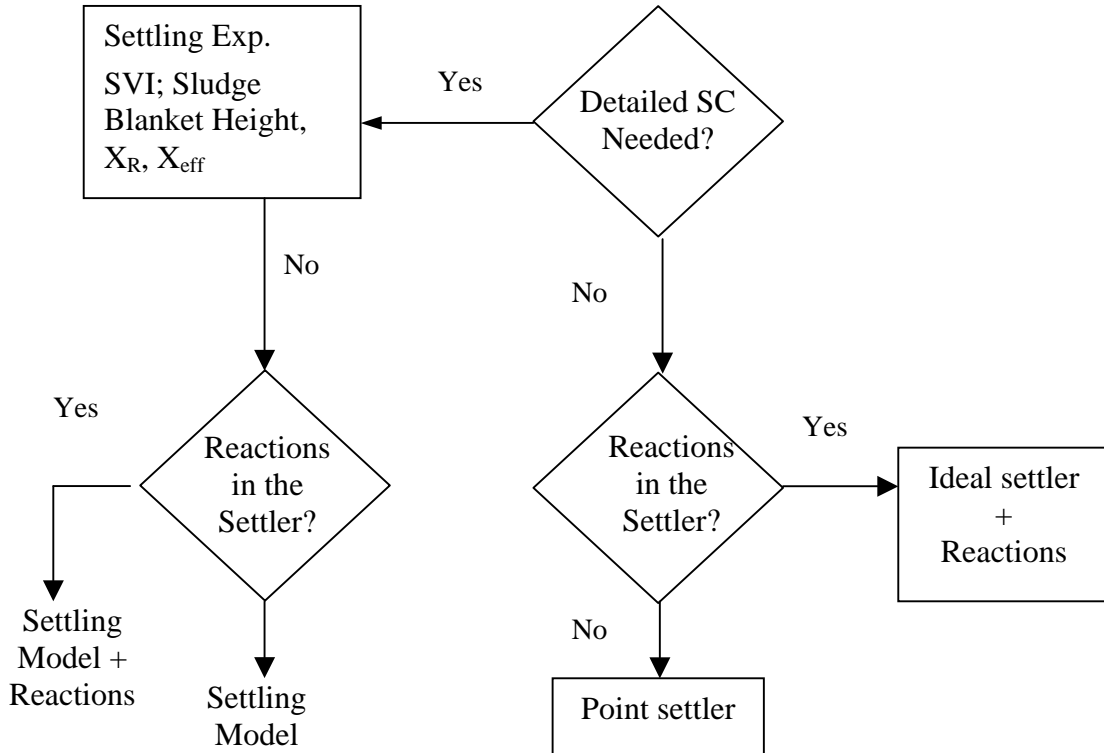 Settling Exp.
SVI; Sludge
Blanket Height,
X_R, X_eff
Yes
Detailed SC
Needed?
No
No
Yes
Reactions
in the
Settler?
Reactions
in the
Settler?
Yes
Ideal settler
+
Reactions
Settling
Model +
Reactions
Settling
Model
No
Point settler